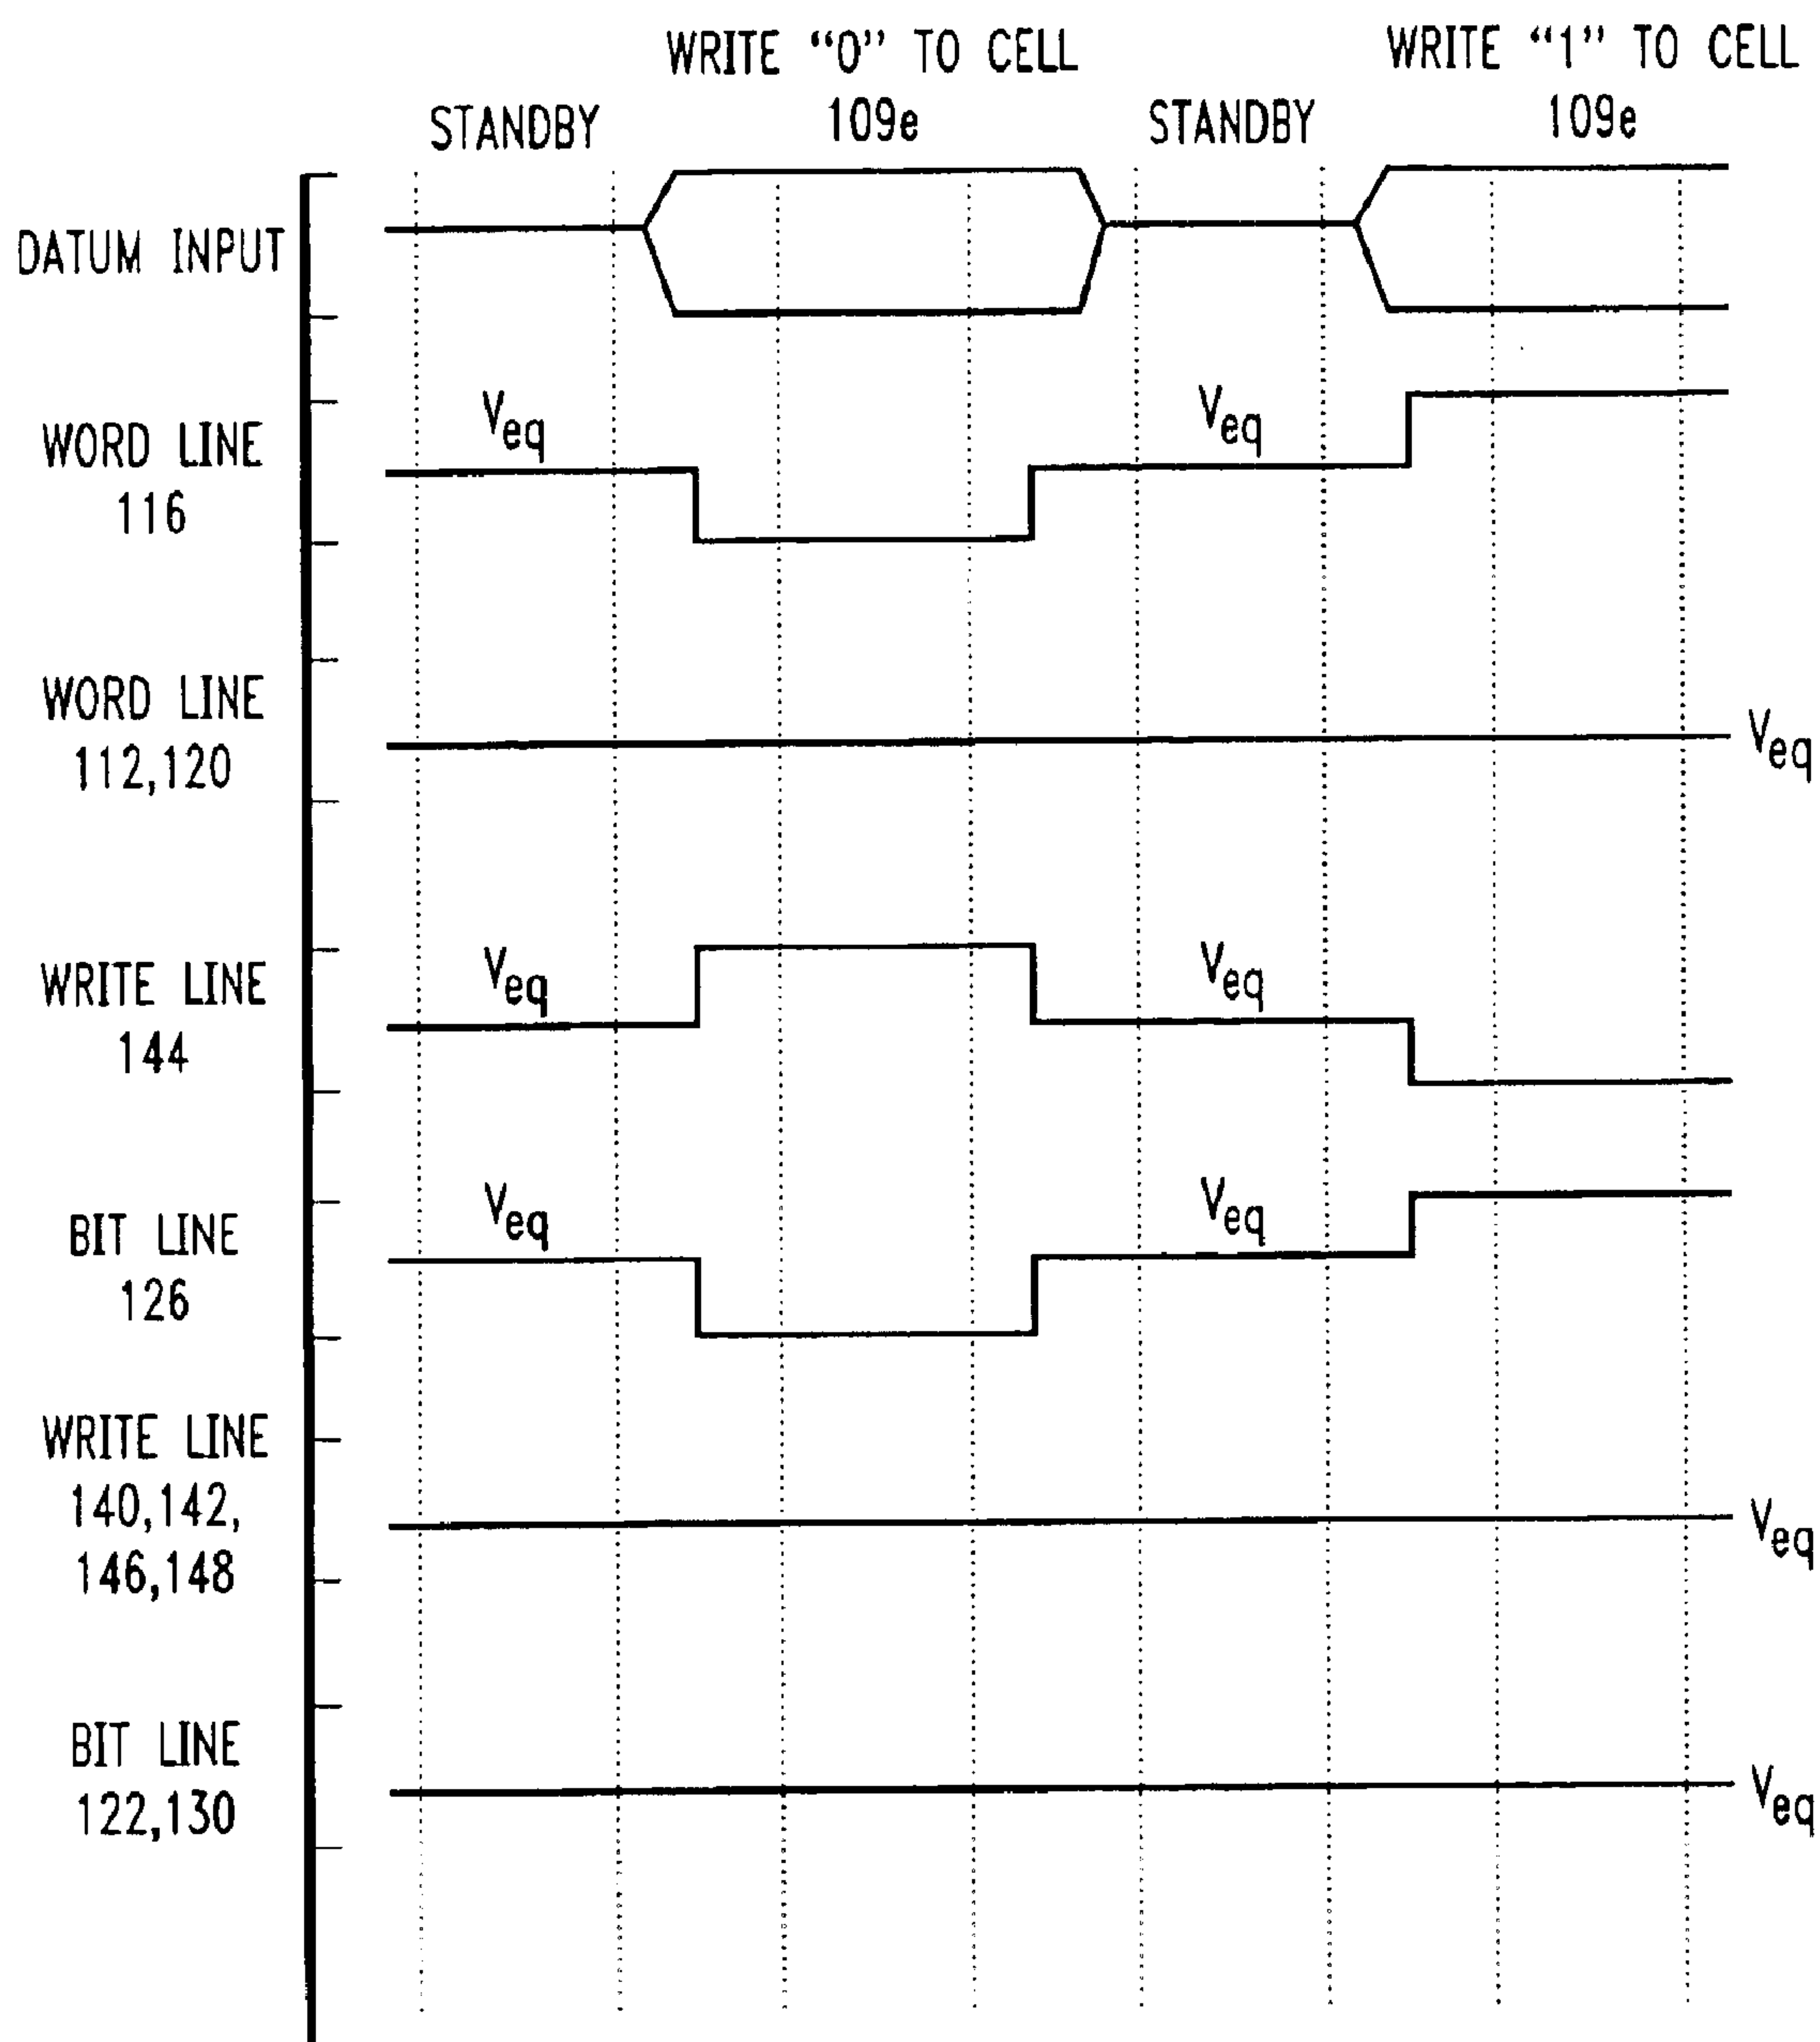 WRITE “0” TO CELL
109e
WRITE “1” TO CELL
109e
STANDBY
STANDBY
DATUM INPUT
WORD LINE
116
Veq
Veq
WORD LINE
112,120
Veq
WRITE LINE
144
Veq
Veq
BIT LINE
126
Veq
Veq
WRITE LINE
140,142,
146,148
Veq
BIT LINE
122,130
Veq